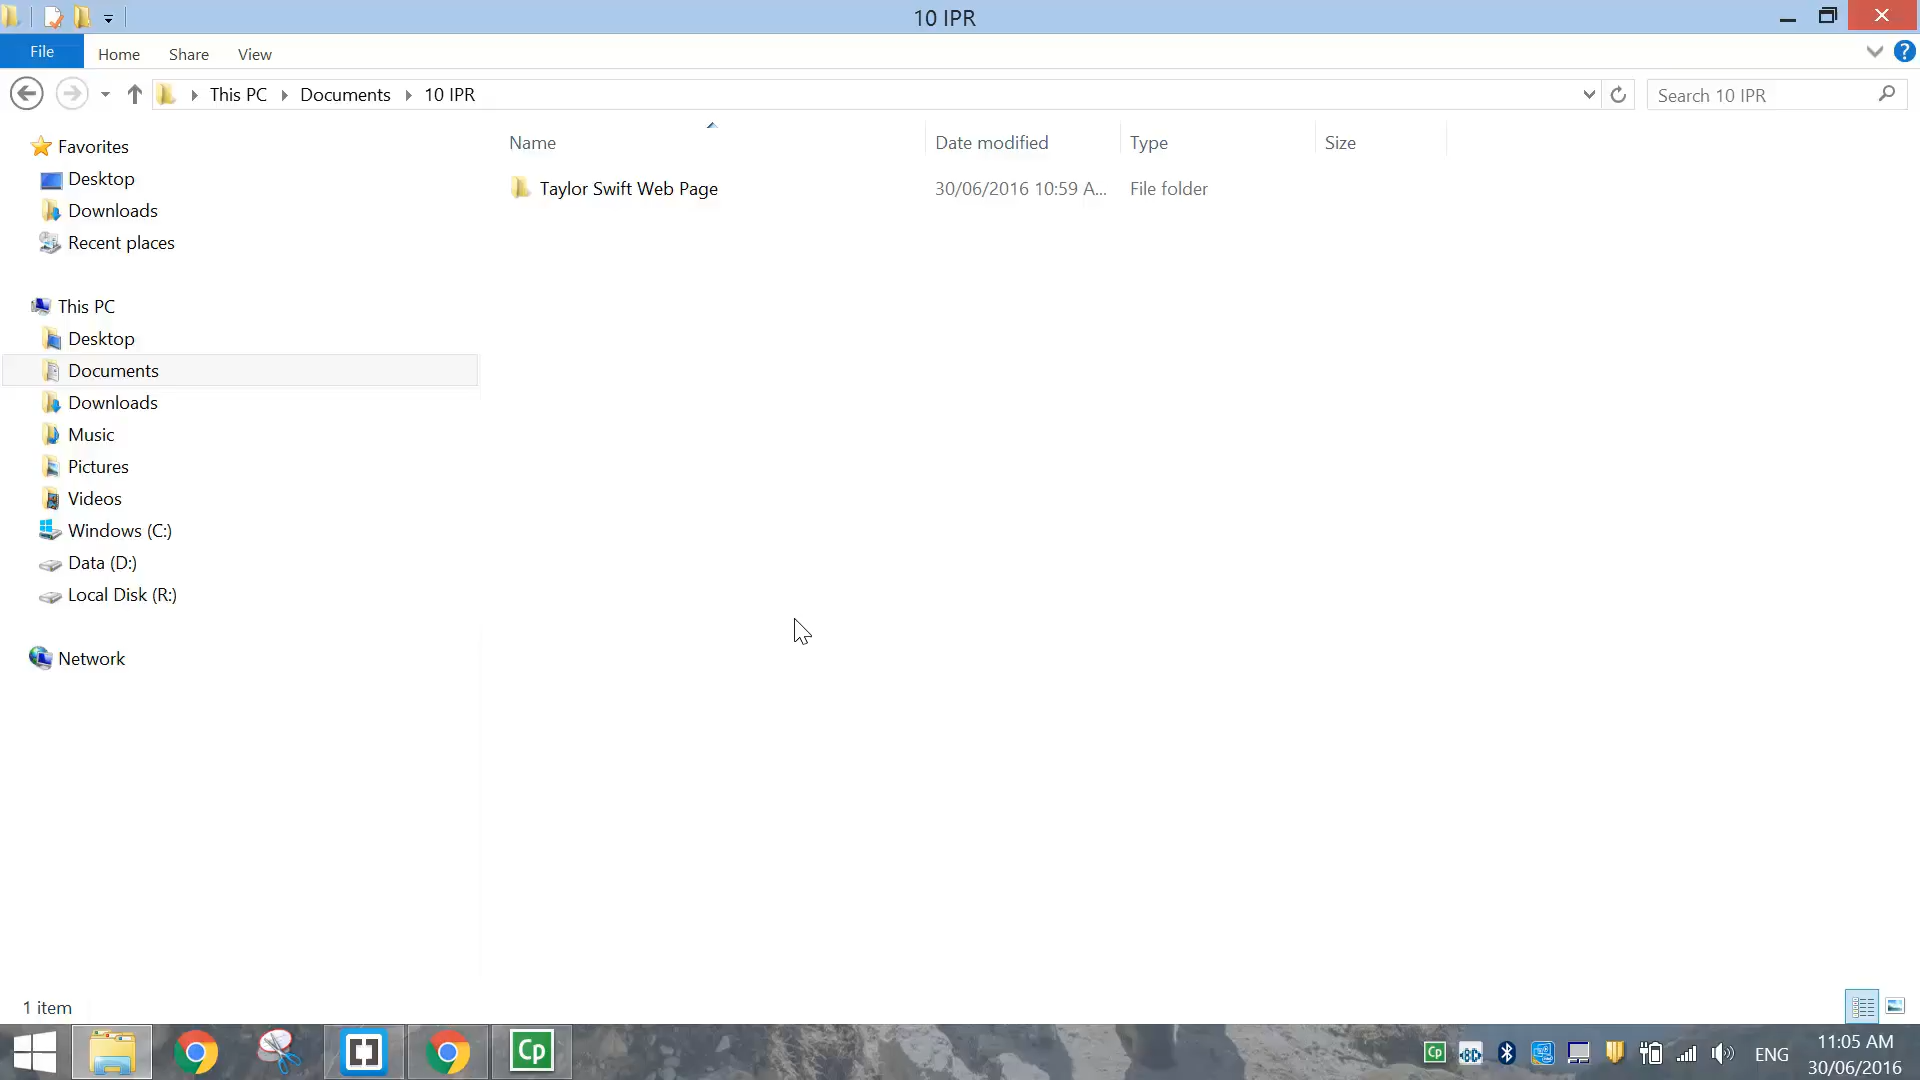 10 IPR
File Home Share View
This PC Documents 10 IPR
Search 10 IPR
Name Date modified Type Size
Taylor Swift Web Page 30/06/2016 10:59 A... File folder
Favorites
Desktop
Downloads
Recent places
This PC
Desktop
Documents
Downloads
Music
Pictures
Videos
Windows (C:)
Data (D:)
Local Disk (R:)
Network
1 item
Cp
Cp
ENG
11:05 AM
30/06/2016